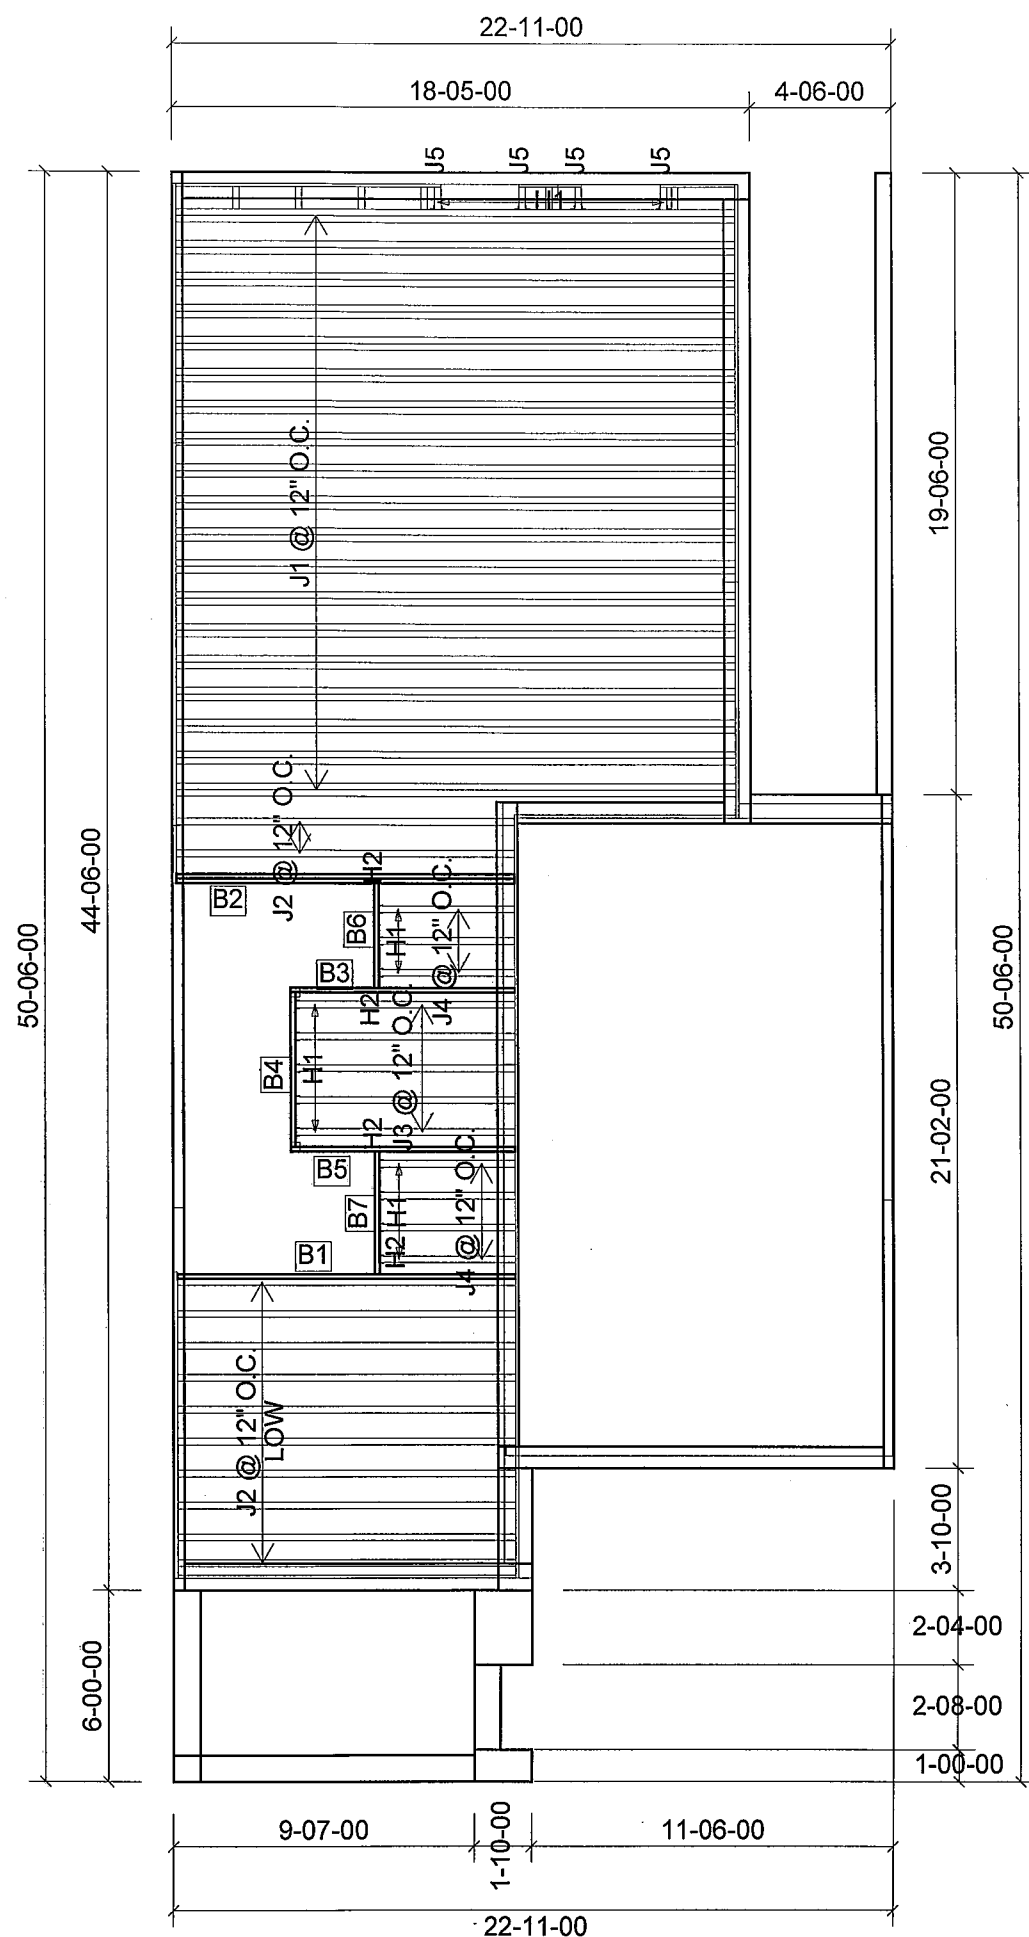 22-11-00
18-05-00
4-06-00
J5
J5
J5
J5
J1 @ 12" O.C.
19-06-00
44-06-00
50-06-00
J2 @ 12" O.C.
B2
H2
B6
H1
J4 @ 12" O.C.
B3
H2
B4
H1
J3 @ 12" O.C.
H2
B5
B7
H1
H2
J4 @ 12" O.C.
B1
21-02-00
50-06-00
J2 @ 12" O.C.
LOW
3-10-00
6-00-00
2-04-00
2-08-00
1-00-00
9-07-00
1-10-00
11-06-00
22-11-00